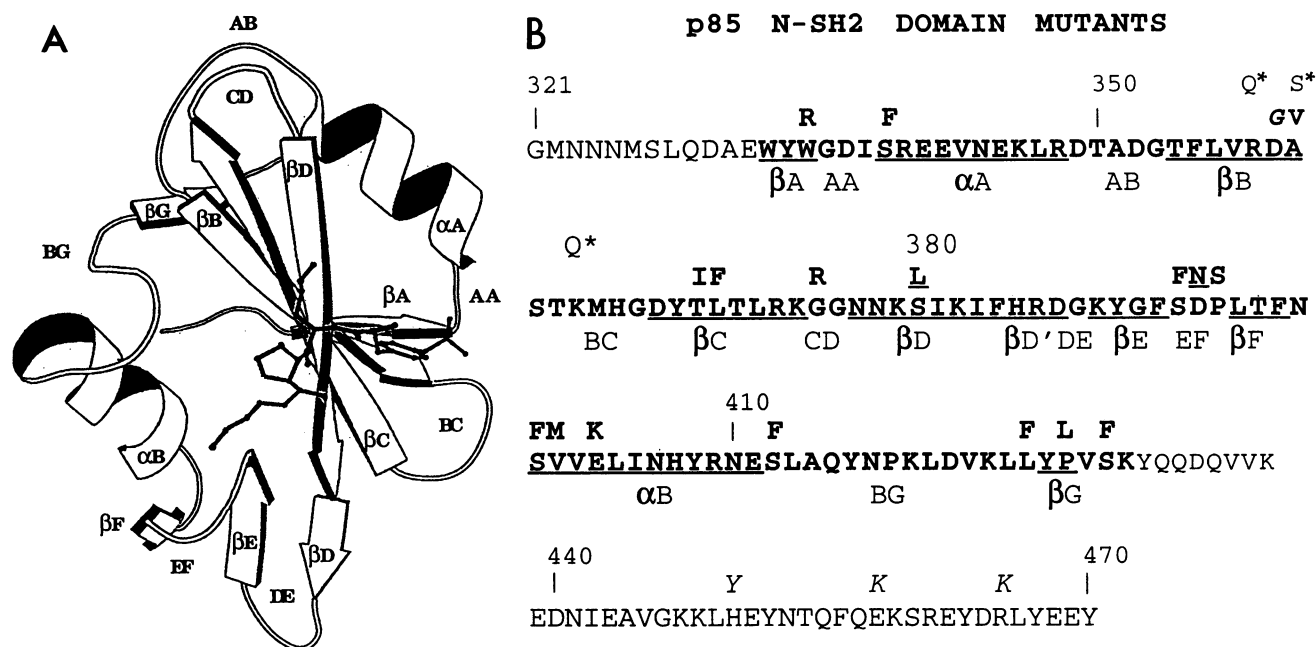 A
AB
CD
βD
βG
βB
αA
BG
βA
AA
BC
βC
αB
βF
EF
βE
βD
DE
B p85 N-SH2 DOMAIN MUTANTS
321 350 Q* S*
R F G V
GMNNNMSLQDAEWYWGDISREEVNEKLRDTADGTFLVRDA
βA AA αA AB βB
Q* 380
IF R L FNS
STKMHGDYTLTLRKGGNNKSIKIFHRDGKYGFSDPLTFN
BC βC CD βD βD'DE βE EF βF
410
FM K F F L F
SVVELINHYRNESLAQYNPKLDVKLLYPVSKYQQDQVVK
αB BG βG
440 470
Y K K
EDNIEAVGKKLHEYNTQFQEKSREYDRLYEEY